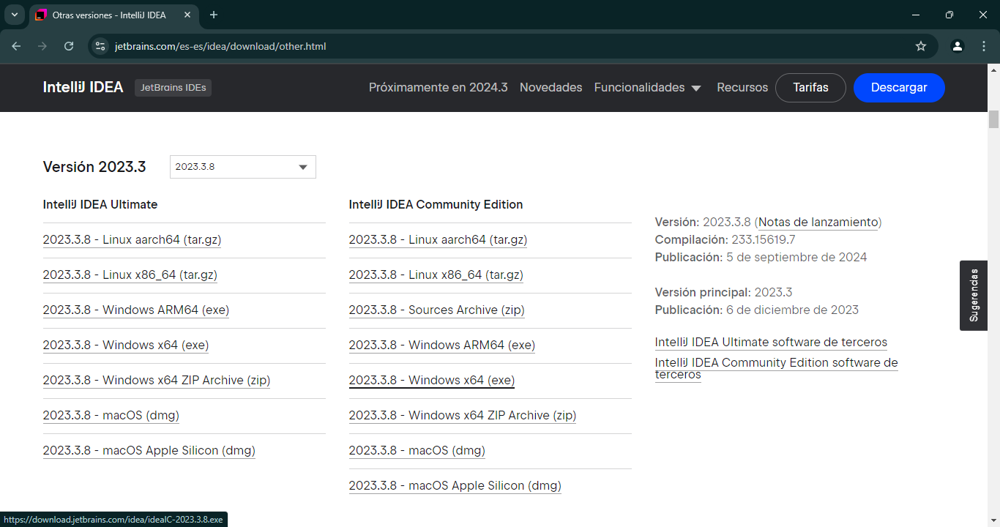 Otras versiones - IntelliJ IDEA
jetbrains.com/es-es/idea/download/other.html
IntelliJ IDEA
JetBrains IDEs
Próximamente en 2024.3
Novedades
Funcionalidades
Recursos
Tarifas
Descargar
Versión 2023.3
2023.3.8
IntelliJ IDEA Ultimate
2023.3.8 - Linux aarch64 (tar.gz)
2023.3.8 - Linux x86_64 (tar.gz)
2023.3.8 - Windows ARM64 (exe)
2023.3.8 - Windows x64 (exe)
2023.3.8 - Windows x64 ZIP Archive (zip)
2023.3.8 - macOS (dmg)
2023.3.8 - macOS Apple Silicon (dmg)
IntelliJ IDEA Community Edition
2023.3.8 - Linux aarch64 (tar.gz)
2023.3.8 - Linux x86_64 (tar.gz)
2023.3.8 - Sources Archive (zip)
2023.3.8 - Windows ARM64 (exe)
2023.3.8 - Windows x64 (exe)
2023.3.8 - Windows x64 ZIP Archive (zip)
2023.3.8 - macOS (dmg)
2023.3.8 - macOS Apple Silicon (dmg)
Versión: 2023.3.8 (Notas de lanzamiento)
Compilación: 233.15619.7
Publicación: 5 de septiembre de 2024
Versión principal: 2023.3
Publicación: 6 de diciembre de 2023
IntelliJ IDEA Ultimate software de terceros
IntelliJ IDEA Community Edition software de
terceros
Sugerendas
https://download.jetbrains.com/idea/ideaIC-2023.3.8.exe